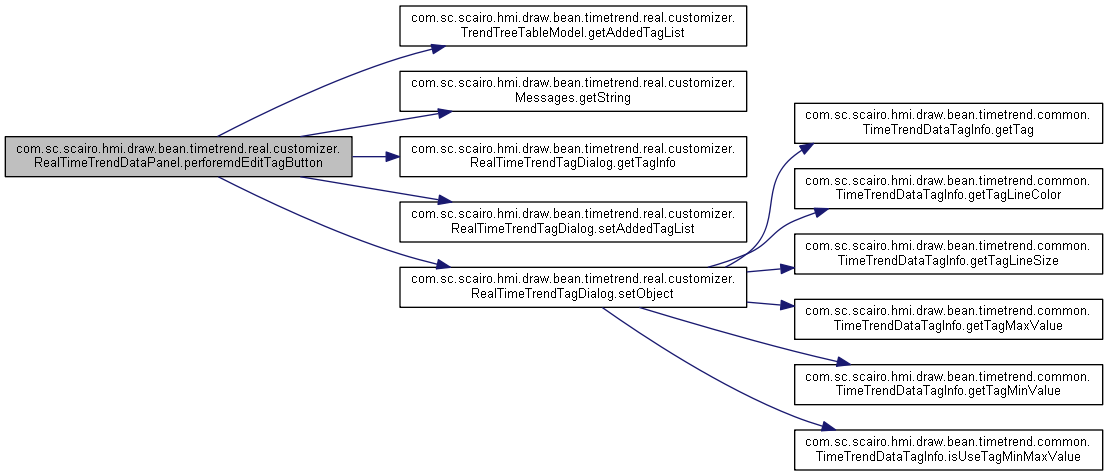 com.sc.scairo.hmi.draw.bean.timetrend.real.customizer.
RealTimeTrendDataPanel.perforemdEditTagButton
com.sc.scairo.hmi.draw.bean.timetrend.real.customizer.
TrendTreeTableModel.getAddedTagList
com.sc.scairo.hmi.draw.bean.timetrend.real.customizer.
Messages.getString
com.sc.scairo.hmi.draw.bean.timetrend.real.customizer.
RealTimeTrendTagDialog.getTagInfo
com.sc.scairo.hmi.draw.bean.timetrend.real.customizer.
RealTimeTrendTagDialog.setAddedTagList
com.sc.scairo.hmi.draw.bean.timetrend.real.customizer.
RealTimeTrendTagDialog.setObject
com.sc.scairo.hmi.draw.bean.timetrend.common.
TimeTrendDataTagInfo.getTag
com.sc.scairo.hmi.draw.bean.timetrend.common.
TimeTrendDataTagInfo.getTagLineColor
com.sc.scairo.hmi.draw.bean.timetrend.common.
TimeTrendDataTagInfo.getTagLineSize
com.sc.scairo.hmi.draw.bean.timetrend.common.
TimeTrendDataTagInfo.getTagMaxValue
com.sc.scairo.hmi.draw.bean.timetrend.common.
TimeTrendDataTagInfo.getTagMinValue
com.sc.scairo.hmi.draw.bean.timetrend.common.
TimeTrendDataTagInfo.isUseTagMinMaxValue